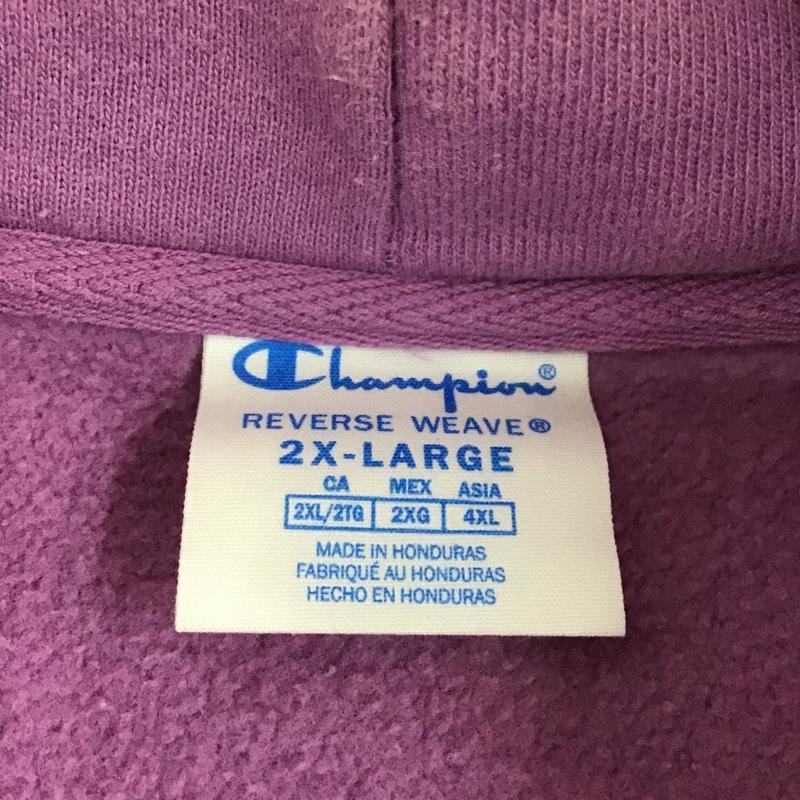 Champion®
REVERSE WEAVE®
2X-LARGE
CA MEX ASIA
2XL/2TG 2XG 4XL
MADE IN HONDURAS
FABRIQUÉ AU HONDURAS
HECHO EN HONDURAS